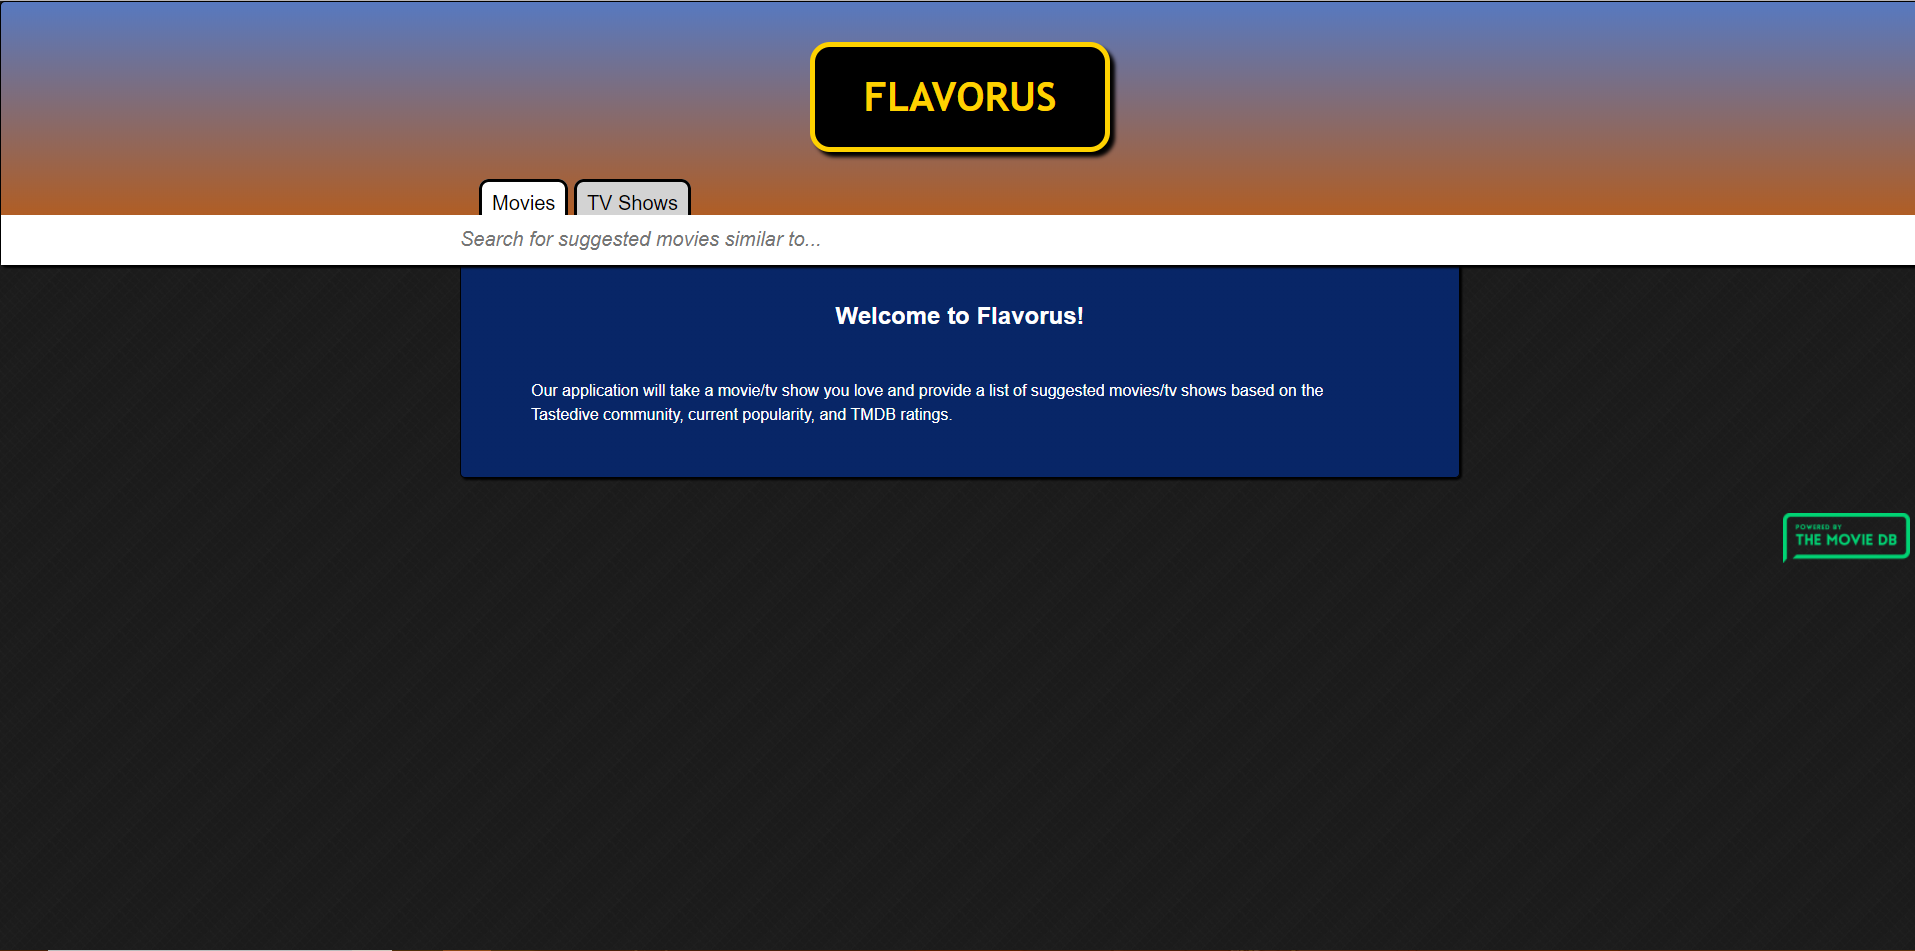 FLAVORUS
Movies
TV Shows
Search for suggested movies similar to...
Welcome to Flavorus!
Our application will take a movie/tv show you love and provide a list of suggested movies/tv shows based on the
Tastedive community, current popularity, and TMDB ratings.
POWERED BY
THE MOVIE DB